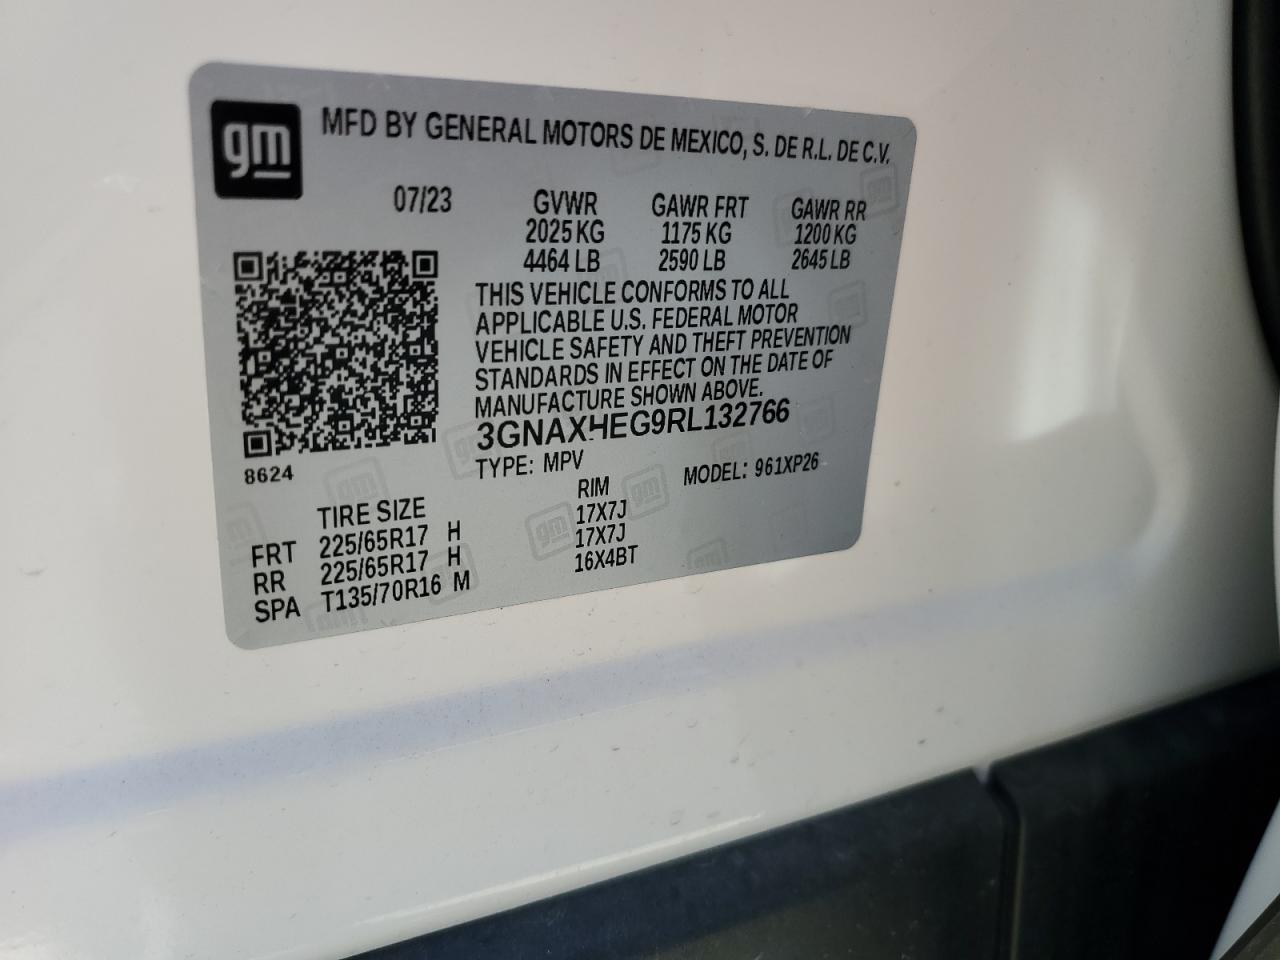 gm
MFD BY GENERAL MOTORS DE MEXICO, S. DE R.L. DE C.V.
07/23 GVWR GAWR FRT GAWR RR
2025 KG 1175 KG 1200 KG
4464 LB 2590 LB 2645 LB
THIS VEHICLE CONFORMS TO ALL
APPLICABLE U.S. FEDERAL MOTOR
VEHICLE SAFETY AND THEFT PREVENTION
STANDARDS IN EFFECT ON THE DATE OF
MANUFACTURE SHOWN ABOVE.
3GNAXHEG9RL132766
8624
TYPE: MPV MODEL: 961XP26
TIRE SIZE RIM
FRT 225/65R17 H 17X7J
RR 225/65R17 H 17X7J
SPA T135/70R16 M 16X4BT